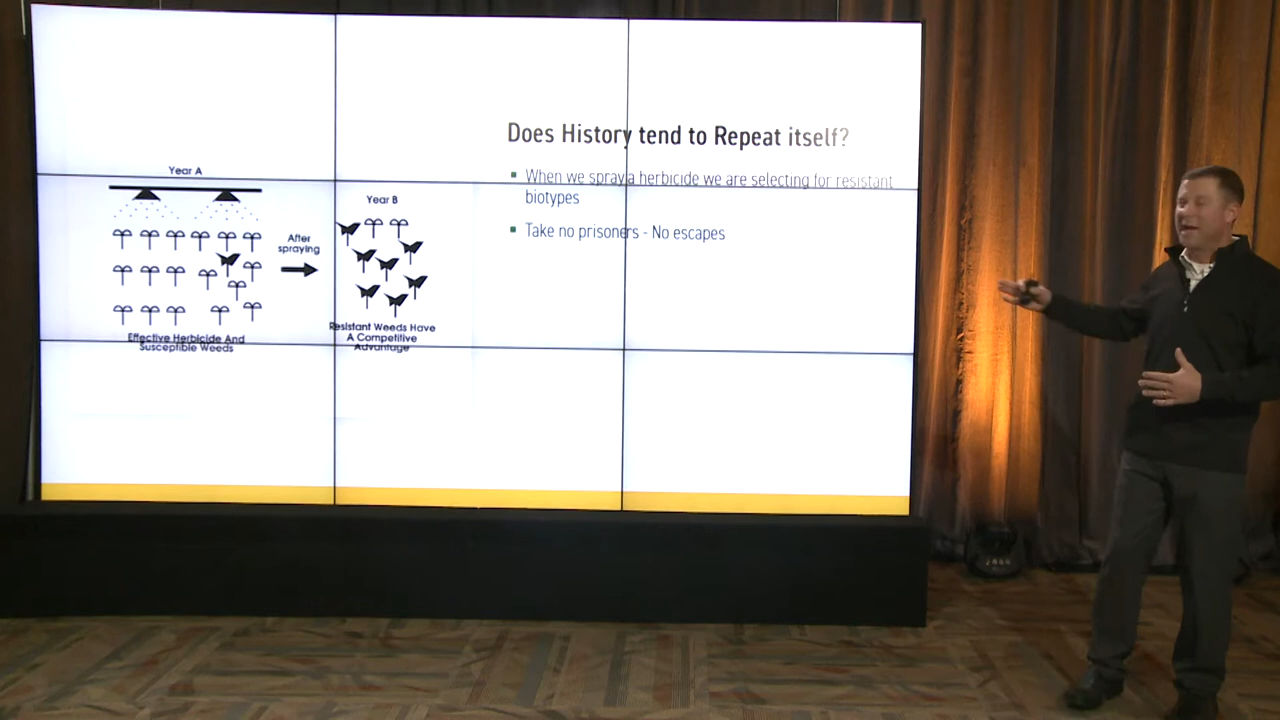 Does History tend to Repeat itself?
When we spray a herbicide we are selecting for resistant
biotypes
Take no prisoners - No escapes
Year A
After
spraying
Effective Herbicide And
Susceptible Weeds
Year B
Resistant Weeds Have
A Competitive
Advantage